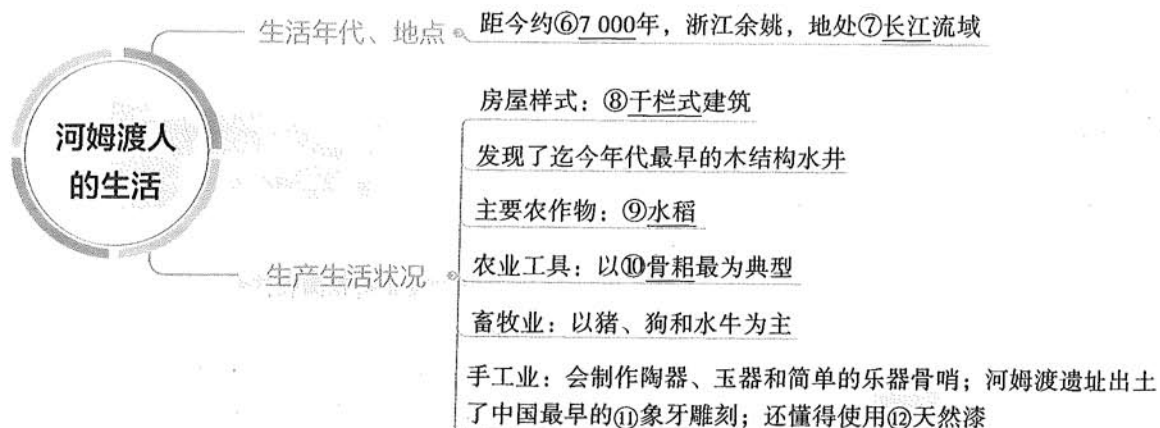 生活年代、地点
距今约⑥7 000年，浙江余姚，地处⑦长江流域
河姆渡人
的生活
生产生活状况
房屋样式：⑧干栏式建筑
发现了迄今年代最早的木结构水井
主要农作物：⑨水稻
农业工具：以⑩骨耜最为典型
畜牧业：以猪、狗和水牛为主
手工业：会制作陶器、玉器和简单的乐器骨哨；河姆渡遗址出土
了中国最早的⑪象牙雕刻；还懂得使用⑫天然漆